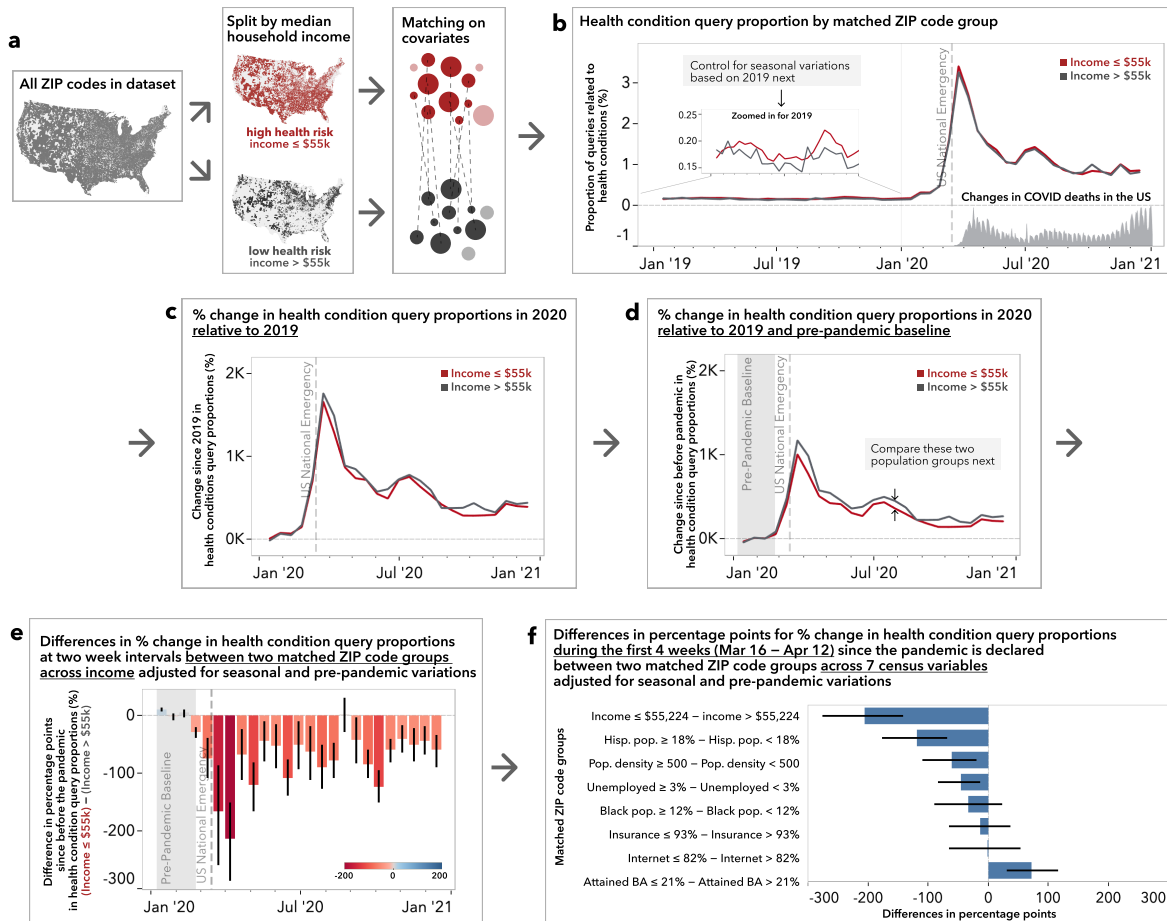 a
All ZIP codes in dataset
Split by median
household income
high health risk
income ≤ $55k
low health risk
income > $55k
Matching on
covariates
b
Health condition query proportion by matched ZIP code group
Proportion of queries related to
health conditions (%)
3
2
1
0
-1
Control for seasonal variations
based on 2019 next
Zoomed in for 2019
0.25
0.20
0.15
US National Emergency
Income ≤ $55k
Income > $55k
Changes in COVID deaths in the US
Jan '19
Jul '19
Jan '20
Jul '20
Jan '21
c
% change in health condition query proportions in 2020
relative to 2019
Change since 2019 in
health conditions query proportions (%)
2K
1K
0K
US National Emergency
Income ≤ $55k
Income > $55k
Jan '20
Jul '20
Jan '21
d
% change in health condition query proportions in 2020
relative to 2019 and pre-pandemic baseline
Change since before pandemic in
health condition query proportions (%)
2K
1K
0K
Pre-Pandemic Baseline
US National Emergency
Income ≤ $55k
Income > $55k
Compare these two
population groups next
Jan '20
Jul '20
Jan '21
e
Differences in % change in health condition query proportions
at two week intervals between two matched ZIP code groups
across income adjusted for seasonal and pre-pandemic variations
Difference in percentage points
since before the pandemic
in health condition query proportions (%)
(Income ≤ $55k) − (Income > $55k)
0
-100
-200
-300
Pre-Pandemic Baseline
US National Emergency
-200
0
200
Jan '20
Jul '20
Jan '21
f
Differences in percentage points for % change in health condition query proportions
during the first 4 weeks (Mar 16 − Apr 12) since the pandemic is declared
between two matched ZIP code groups across 7 census variables
adjusted for seasonal and pre-pandemic variations
Matched ZIP code groups
Income ≤ $55,224 − income > $55,224
Hisp. pop. ≥ 18% − Hisp. pop. < 18%
Pop. density ≥ 500 − Pop. density < 500
Unemployed ≥ 3% − Unemployed < 3%
Black pop. ≥ 12% − Black pop. < 12%
Insurance ≤ 93% − Insurance > 93%
Internet ≤ 82% − Internet > 82%
Attained BA ≤ 21% − Attained BA > 21%
-300
-200
-100
0
100
200
300
Differences in percentage points